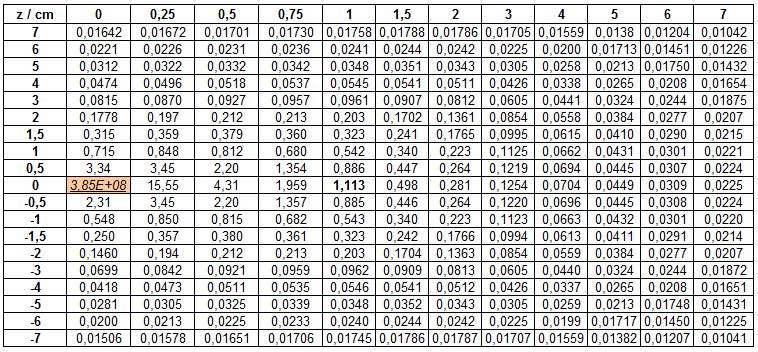 z / cm 0 0,25 0,5 0,75 1 1,5 2 3 4 5 6 7
7 0,01642 0,01672 0,01701 0,01730 0,01758 0,01788 0,01786 0,01705 0,01559 0,0138 0,01204 0,01042
6 0,0221 0,0226 0,0231 0,0236 0,0241 0,0244 0,0242 0,0225 0,0200 0,01713 0,01451 0,01226
5 0,0312 0,0322 0,0332 0,0342 0,0348 0,0351 0,0343 0,0305 0,0258 0,0213 0,01750 0,01432
4 0,0474 0,0496 0,0518 0,0537 0,0545 0,0541 0,0511 0,0426 0,0338 0,0265 0,0208 0,01654
3 0,0815 0,0870 0,0927 0,0957 0,0961 0,0907 0,0812 0,0605 0,0441 0,0324 0,0244 0,01875
2 0,1778 0,197 0,212 0,213 0,203 0,1702 0,1361 0,0854 0,0558 0,0384 0,0277 0,0207
1,5 0,315 0,359 0,379 0,360 0,323 0,241 0,1765 0,0995 0,0615 0,0410 0,0290 0,0215
1 0,715 0,848 0,812 0,680 0,542 0,340 0,223 0,1125 0,0662 0,0431 0,0301 0,0221
0,5 3,34 3,45 2,20 1,354 0,886 0,447 0,264 0,1219 0,0694 0,0445 0,0307 0,0224
0 3,85E+08 15,55 4,31 1,959 1,113 0,498 0,281 0,1254 0,0704 0,0449 0,0309 0,0225
-0,5 2,31 3,45 2,20 1,357 0,885 0,446 0,264 0,1220 0,0696 0,0445 0,0308 0,0224
-1 0,548 0,850 0,815 0,682 0,543 0,340 0,223 0,1123 0,0663 0,0432 0,0301 0,0220
-1,5 0,250 0,357 0,380 0,361 0,323 0,242 0,1766 0,0994 0,0613 0,0411 0,0291 0,0214
-2 0,1460 0,194 0,212 0,213 0,203 0,1704 0,1363 0,0854 0,0559 0,0384 0,0277 0,0207
-3 0,0699 0,0842 0,0921 0,0959 0,0962 0,0909 0,0813 0,0605 0,0440 0,0324 0,0244 0,01872
-4 0,0418 0,0473 0,0511 0,0535 0,0546 0,0541 0,0512 0,0426 0,0337 0,0265 0,0208 0,01651
-5 0,0281 0,0305 0,0325 0,0339 0,0348 0,0352 0,0343 0,0305 0,0259 0,0213 0,01748 0,01431
-6 0,0200 0,0213 0,0225 0,0233 0,0240 0,0244 0,0242 0,0225 0,0199 0,01717 0,01450 0,01225
-7 0,01506 0,01578 0,01651 0,01706 0,01745 0,01786 0,01787 0,01707 0,01559 0,01382 0,01207 0,01041